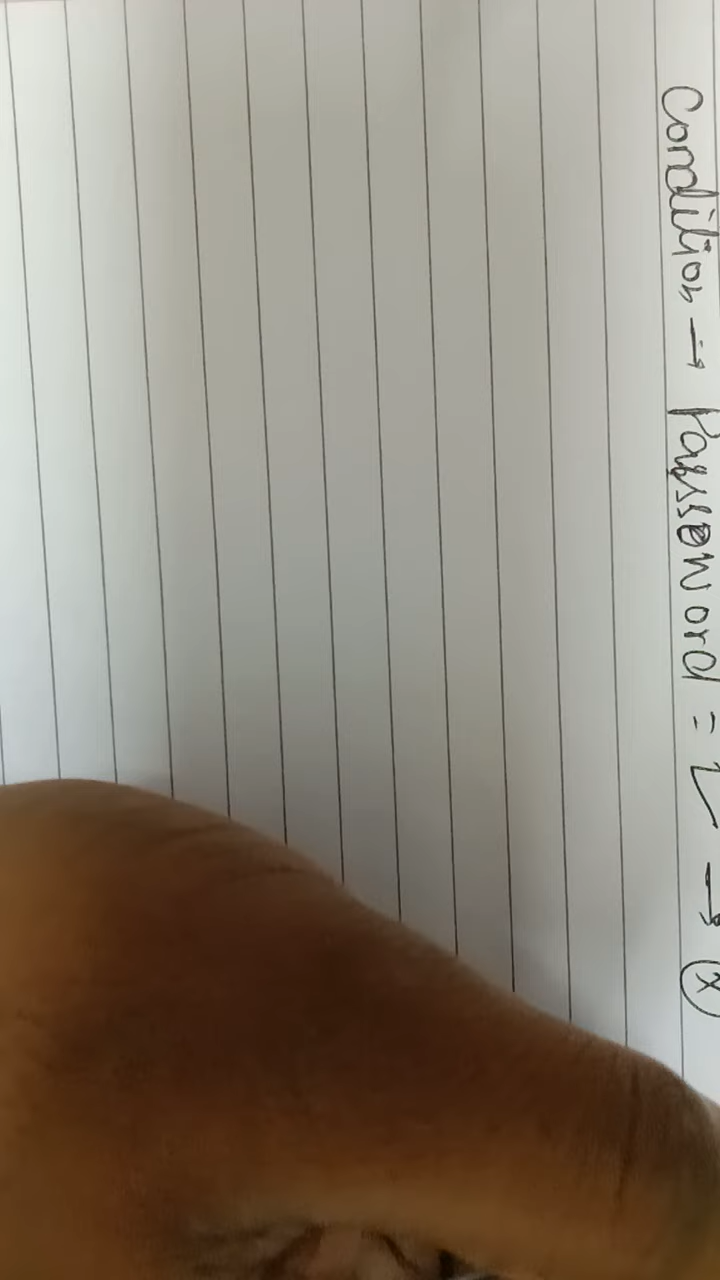 Condition → Password = L → ⓧ